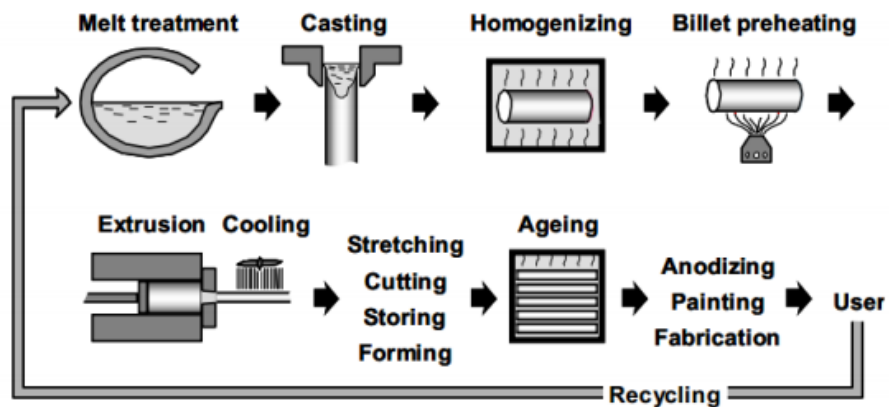 Melt treatment
Casting
Homogenizing
Billet preheating
Extrusion
Cooling
Stretching
Cutting
Storing
Forming
Ageing
Anodizing
Painting
Fabrication
User
Recycling